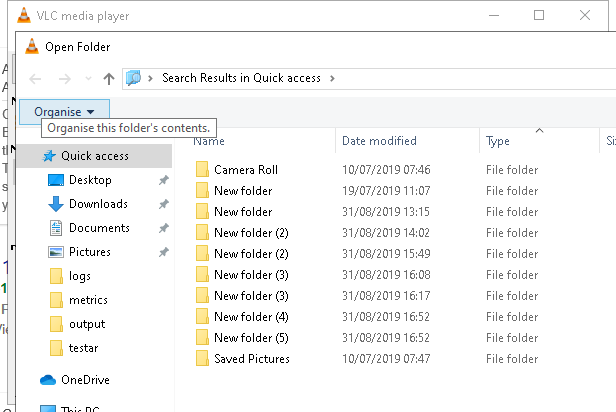 VLC media player
Open Folder
Search Results in Quick access
Organise
Organise this folder's contents.
Name Date modified Type
Quick access
Desktop
Downloads
Documents
Pictures
logs
metrics
output
testar
OneDrive
This PC
Camera Roll 10/07/2019 07:46 File folder
New folder 19/07/2019 11:07 File folder
New folder 31/08/2019 13:15 File folder
New folder (2) 31/08/2019 14:02 File folder
New folder (2) 31/08/2019 15:49 File folder
New folder (3) 31/08/2019 16:08 File folder
New folder (3) 31/08/2019 16:17 File folder
New folder (4) 31/08/2019 16:52 File folder
New folder (5) 31/08/2019 16:52 File folder
Saved Pictures 10/07/2019 07:47 File folder